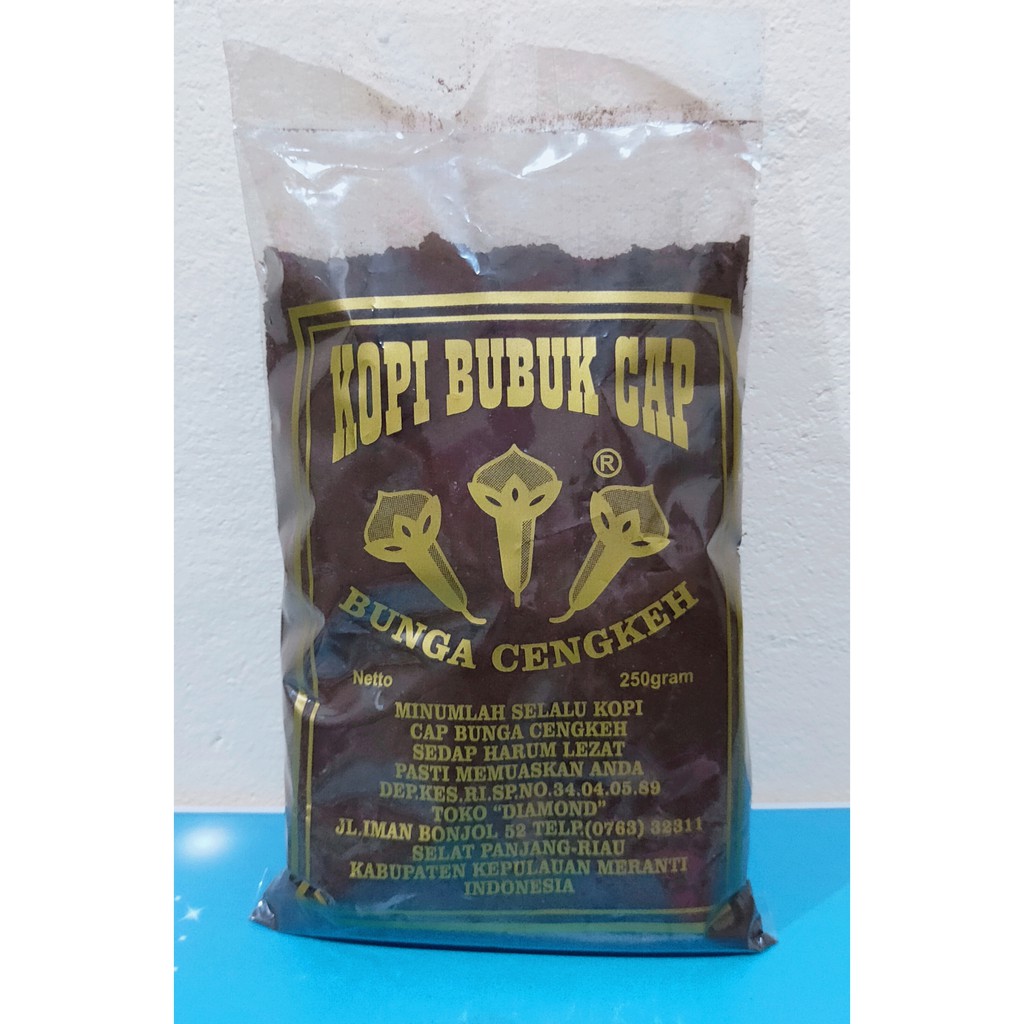 KOPI BUBUK CAP
®
BUNGA CENGKEH
Netto 250gram
MINUMLAH SELALU KOPI
CAP BUNGA CENGKEH
SEDAP HARUM LEZAT
PASTI MEMUASKAN ANDA
DEP.KES.RI.SP.NO.34.04.05.89
TOKO "DIAMOND"
JL.IMAN BONJOL 52 TELP.(0763) 32311
SELAT PANJANG-RIAU
KABUPATEN KEPULAUAN MERANTI
INDONESIA